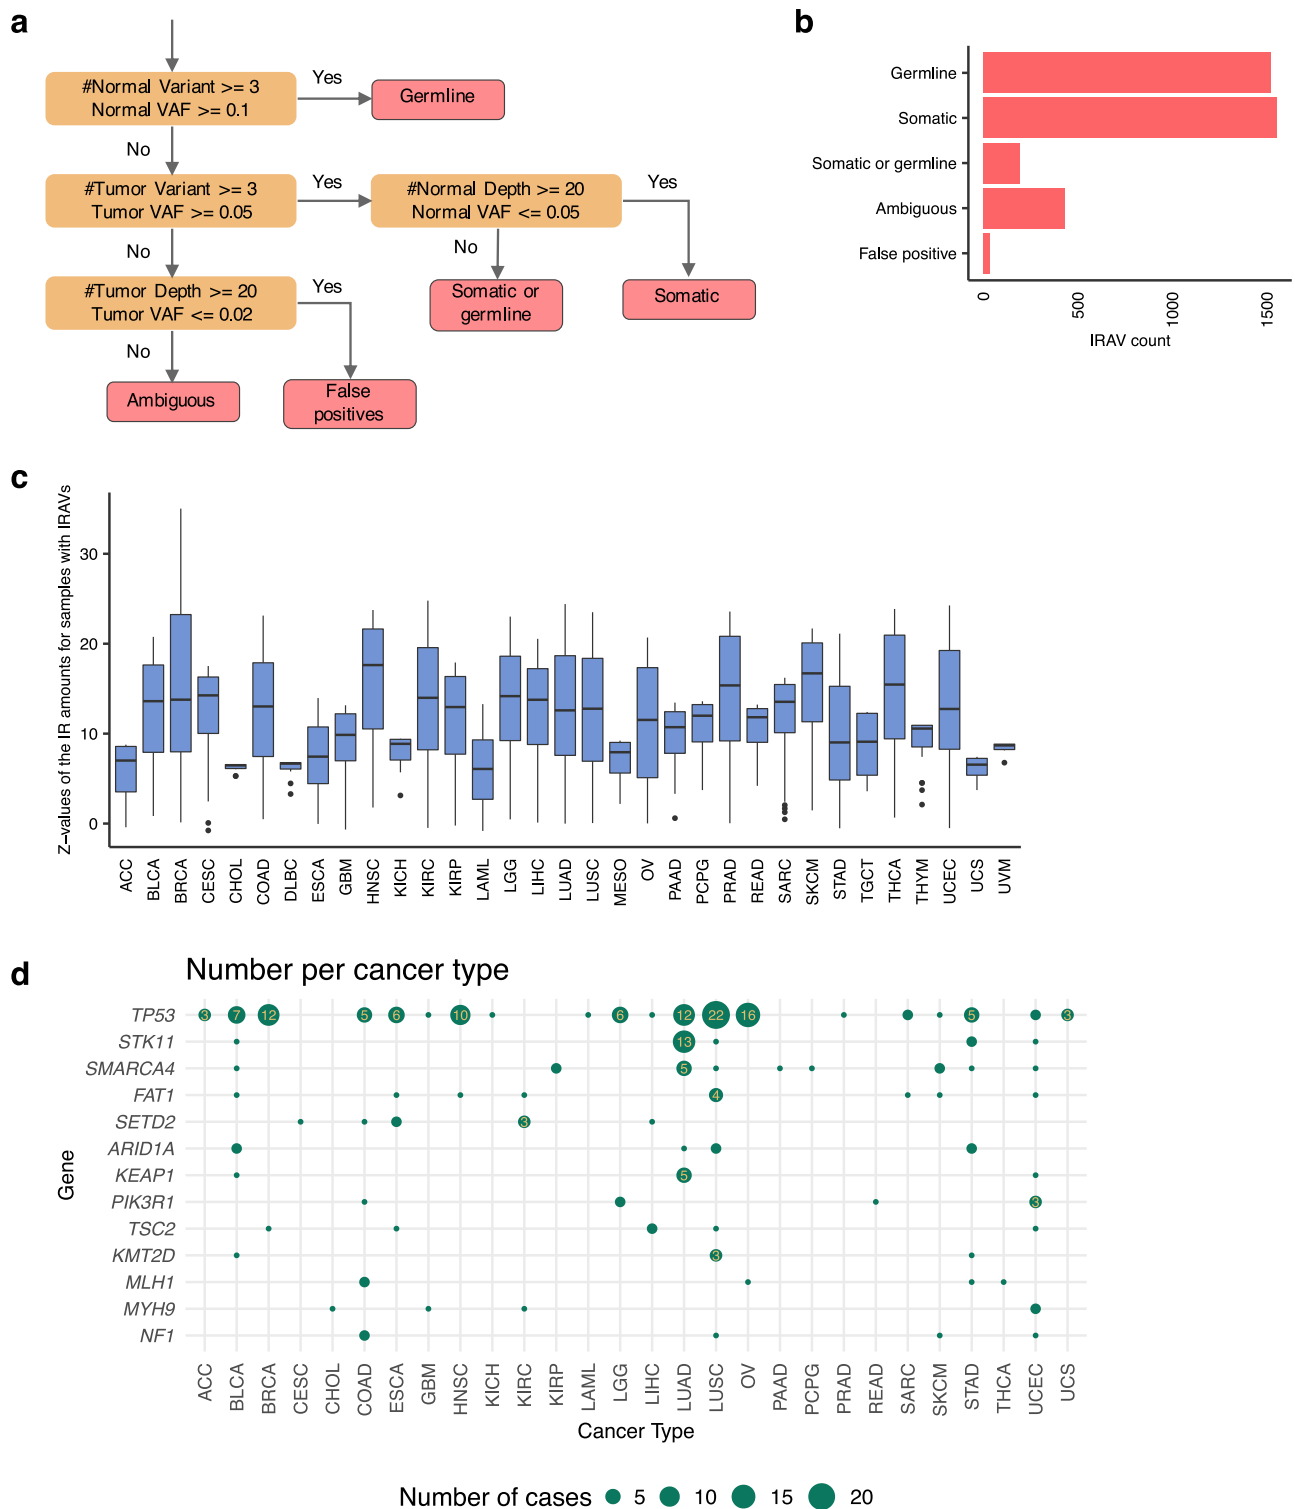 a
#Normal Variant >= 3
Normal VAF >= 0.1
Yes
Germline
No
#Tumor Variant >= 3
Tumor VAF >= 0.05
Yes
#Normal Depth >= 20
Normal VAF <= 0.05
Yes
No
No
#Tumor Depth >= 20
Tumor VAF <= 0.02
Yes
Somatic or
germline
Somatic
No
Ambiguous
False
positives
b
Germline
Somatic
Somatic or germline
Ambiguous
False positive
0
500
1000
1500
IRAV count
c
Z−values of the IR amounts for samples with IRAVs
30
20
10
0
ACC
BLCA
BRCA
CESC
CHOL
COAD
DLBC
ESCA
GBM
HNSC
KICH
KIRC
KIRP
LAML
LGG
LIHC
LUAD
LUSC
MESO
OV
PAAD
PCPG
PRAD
READ
SARC
SKCM
STAD
TGCT
THCA
THYM
UCEC
UCS
UVM
d
Number per cancer type
Gene
TP53 3 7 12 5 6 10 6 12 22 16 5 3
STK11 13
SMARCA4 5
FAT1 4
SETD2 3
ARID1A
KEAP1 5
PIK3R1 3
TSC2
KMT2D 3
MLH1
MYH9
NF1
ACC
BLCA
BRCA
CESC
CHOL
COAD
ESCA
GBM
HNSC
KICH
KIRC
KIRP
LAML
LGG
LIHC
LUAD
LUSC
OV
PAAD
PCPG
PRAD
READ
SARC
SKCM
STAD
THCA
UCEC
UCS
Cancer Type
Number of cases 5 10 15 20